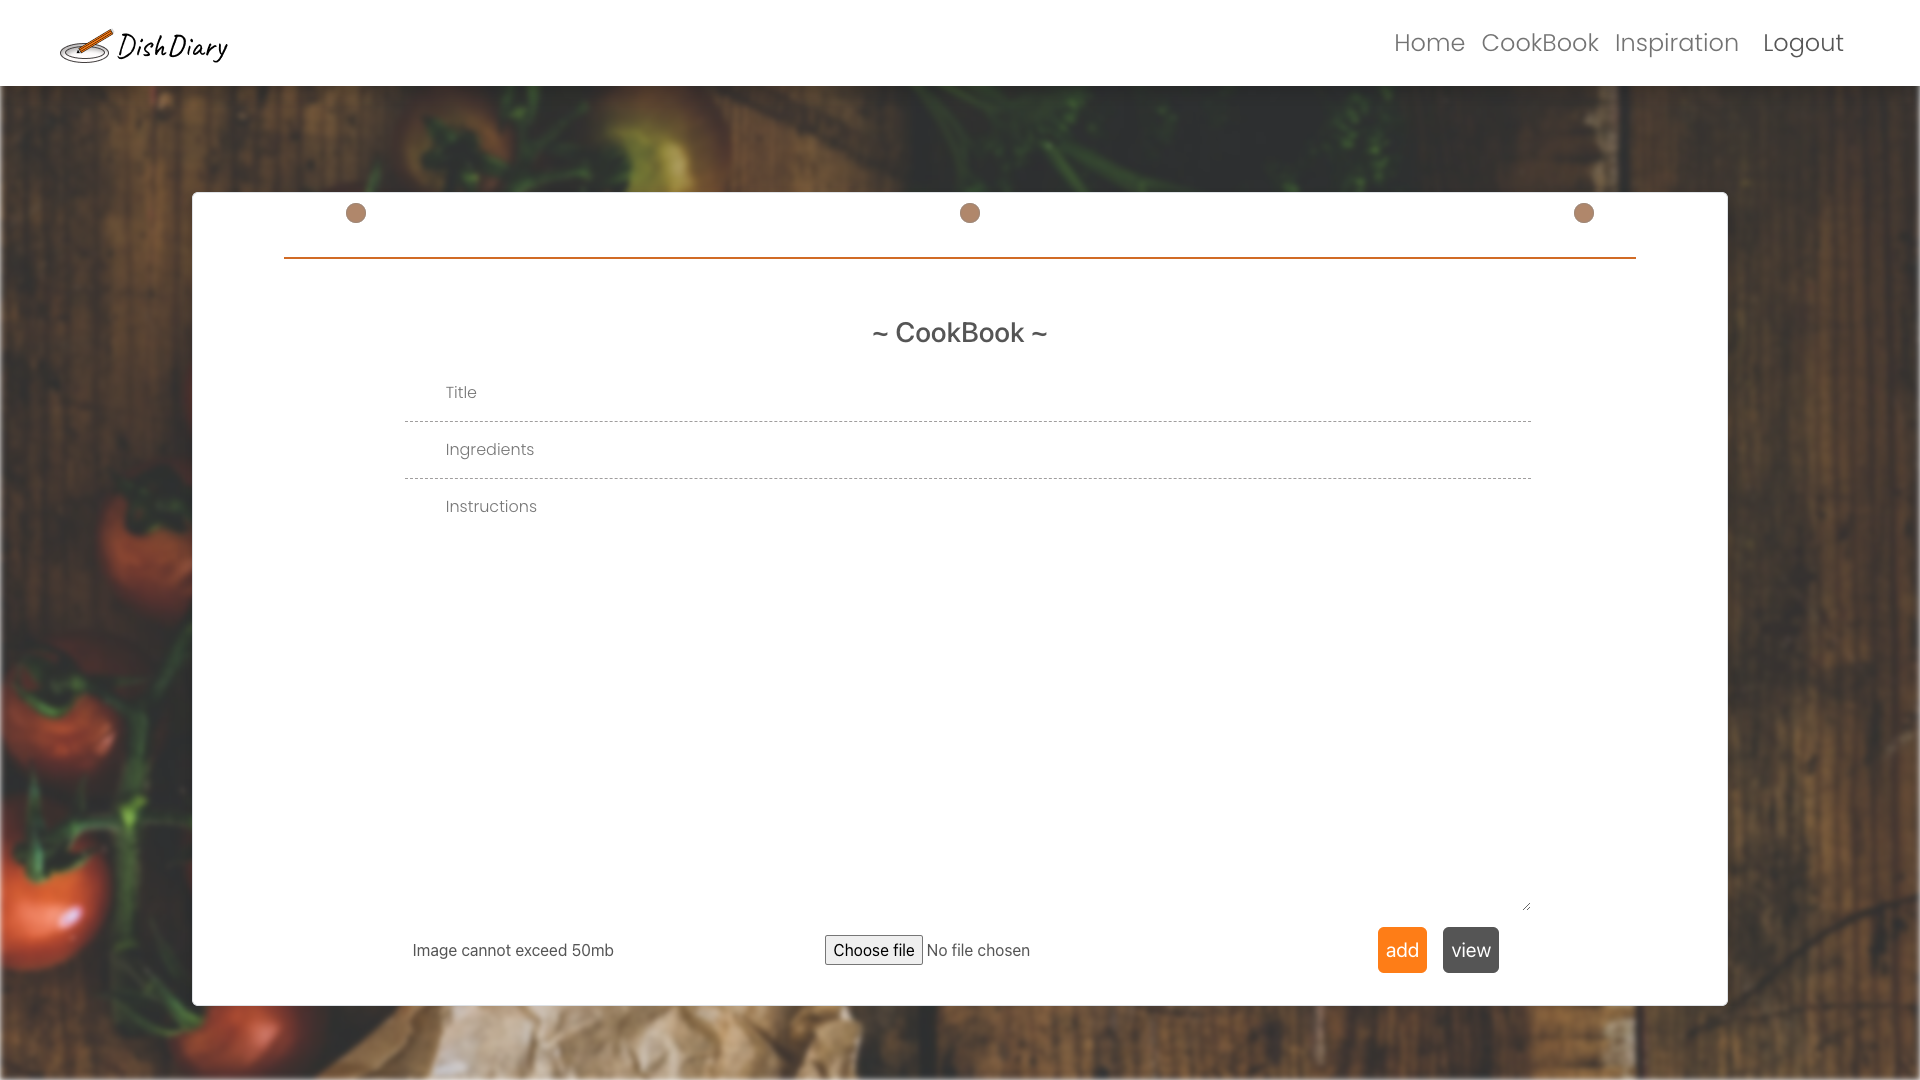 DishDiary
Home CookBook Inspiration Logout
~ CookBook ~
Title
Ingredients
Instructions
Image cannot exceed 50mb Choose file No file chosen add view